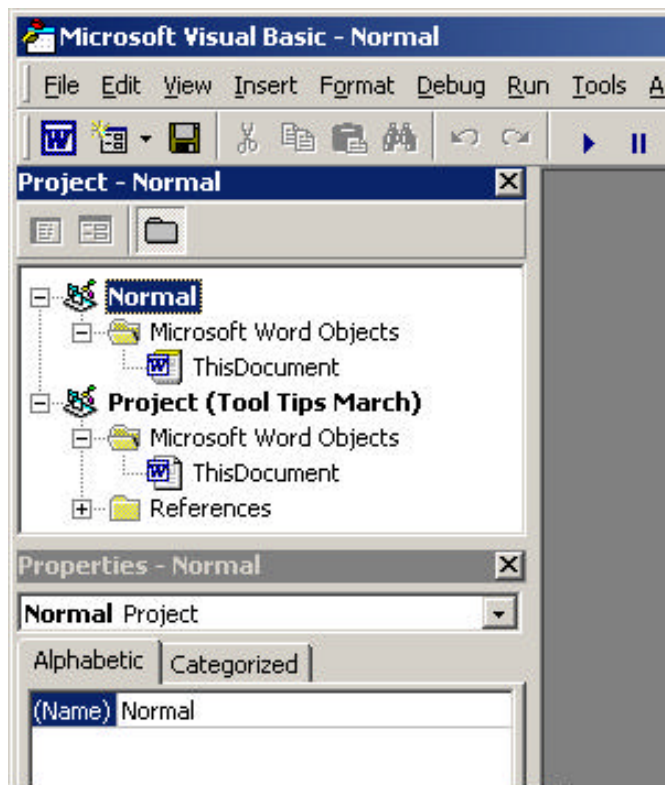 Microsoft Visual Basic - Normal
File Edit View Insert Format Debug Run Tools A
Project - Normal
Normal
Microsoft Word Objects
ThisDocument
Project (Tool Tips March)
Microsoft Word Objects
ThisDocument
References
Properties - Normal
Normal Project
Alphabetic Categorized
(Name) Normal